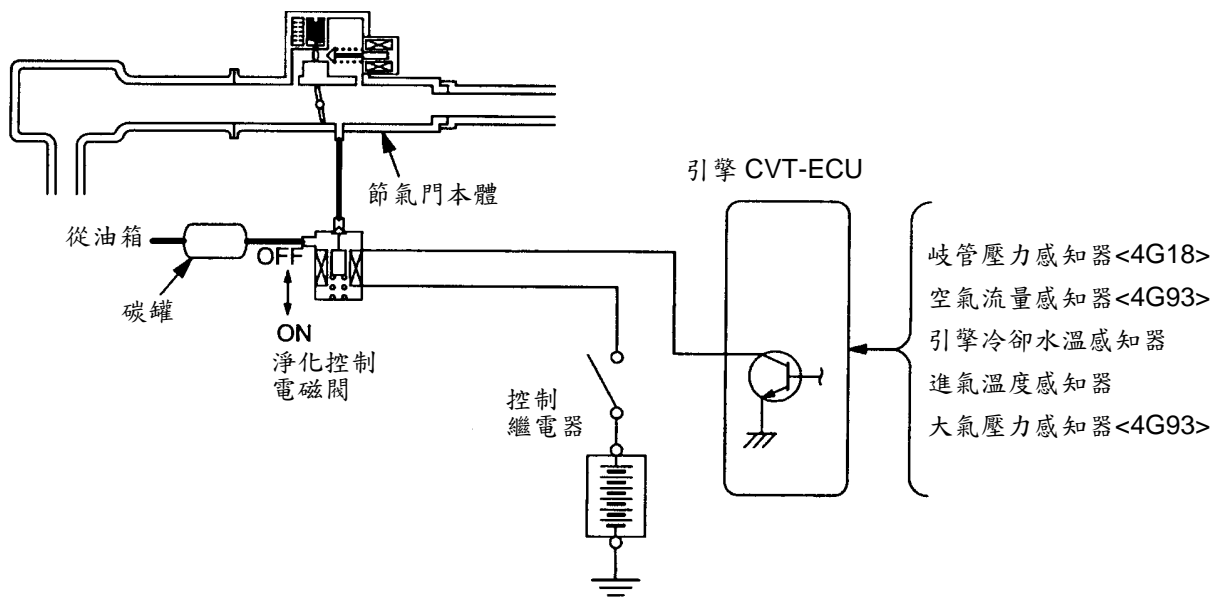 引擎 CVT-ECU
節氣門本體
從油箱
OFF
碳罐
ON
淨化控制
電磁閥
控制
繼電器
岐管壓力感知器<4G18>
空氣流量感知器<4G93>
引擎冷卻水溫感知器
進氣溫度感知器
大氣壓力感知器<4G93>